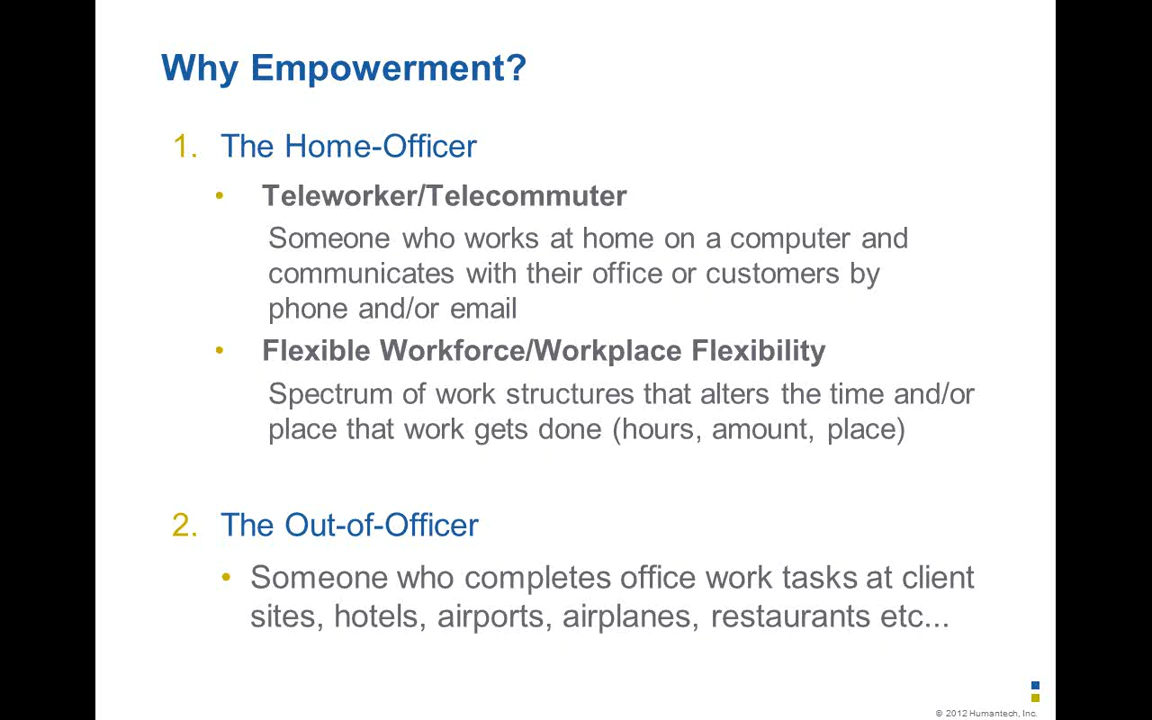 Why Empowerment?
1. The Home-Officer
• Teleworker/Telecommuter
Someone who works at home on a computer and
communicates with their office or customers by
phone and/or email
• Flexible Workforce/Workplace Flexibility
Spectrum of work structures that alters the time and/or
place that work gets done (hours, amount, place)
2. The Out-of-Officer
• Someone who completes office work tasks at client
sites, hotels, airports, airplanes, restaurants etc...
© 2012 Humantech, Inc.